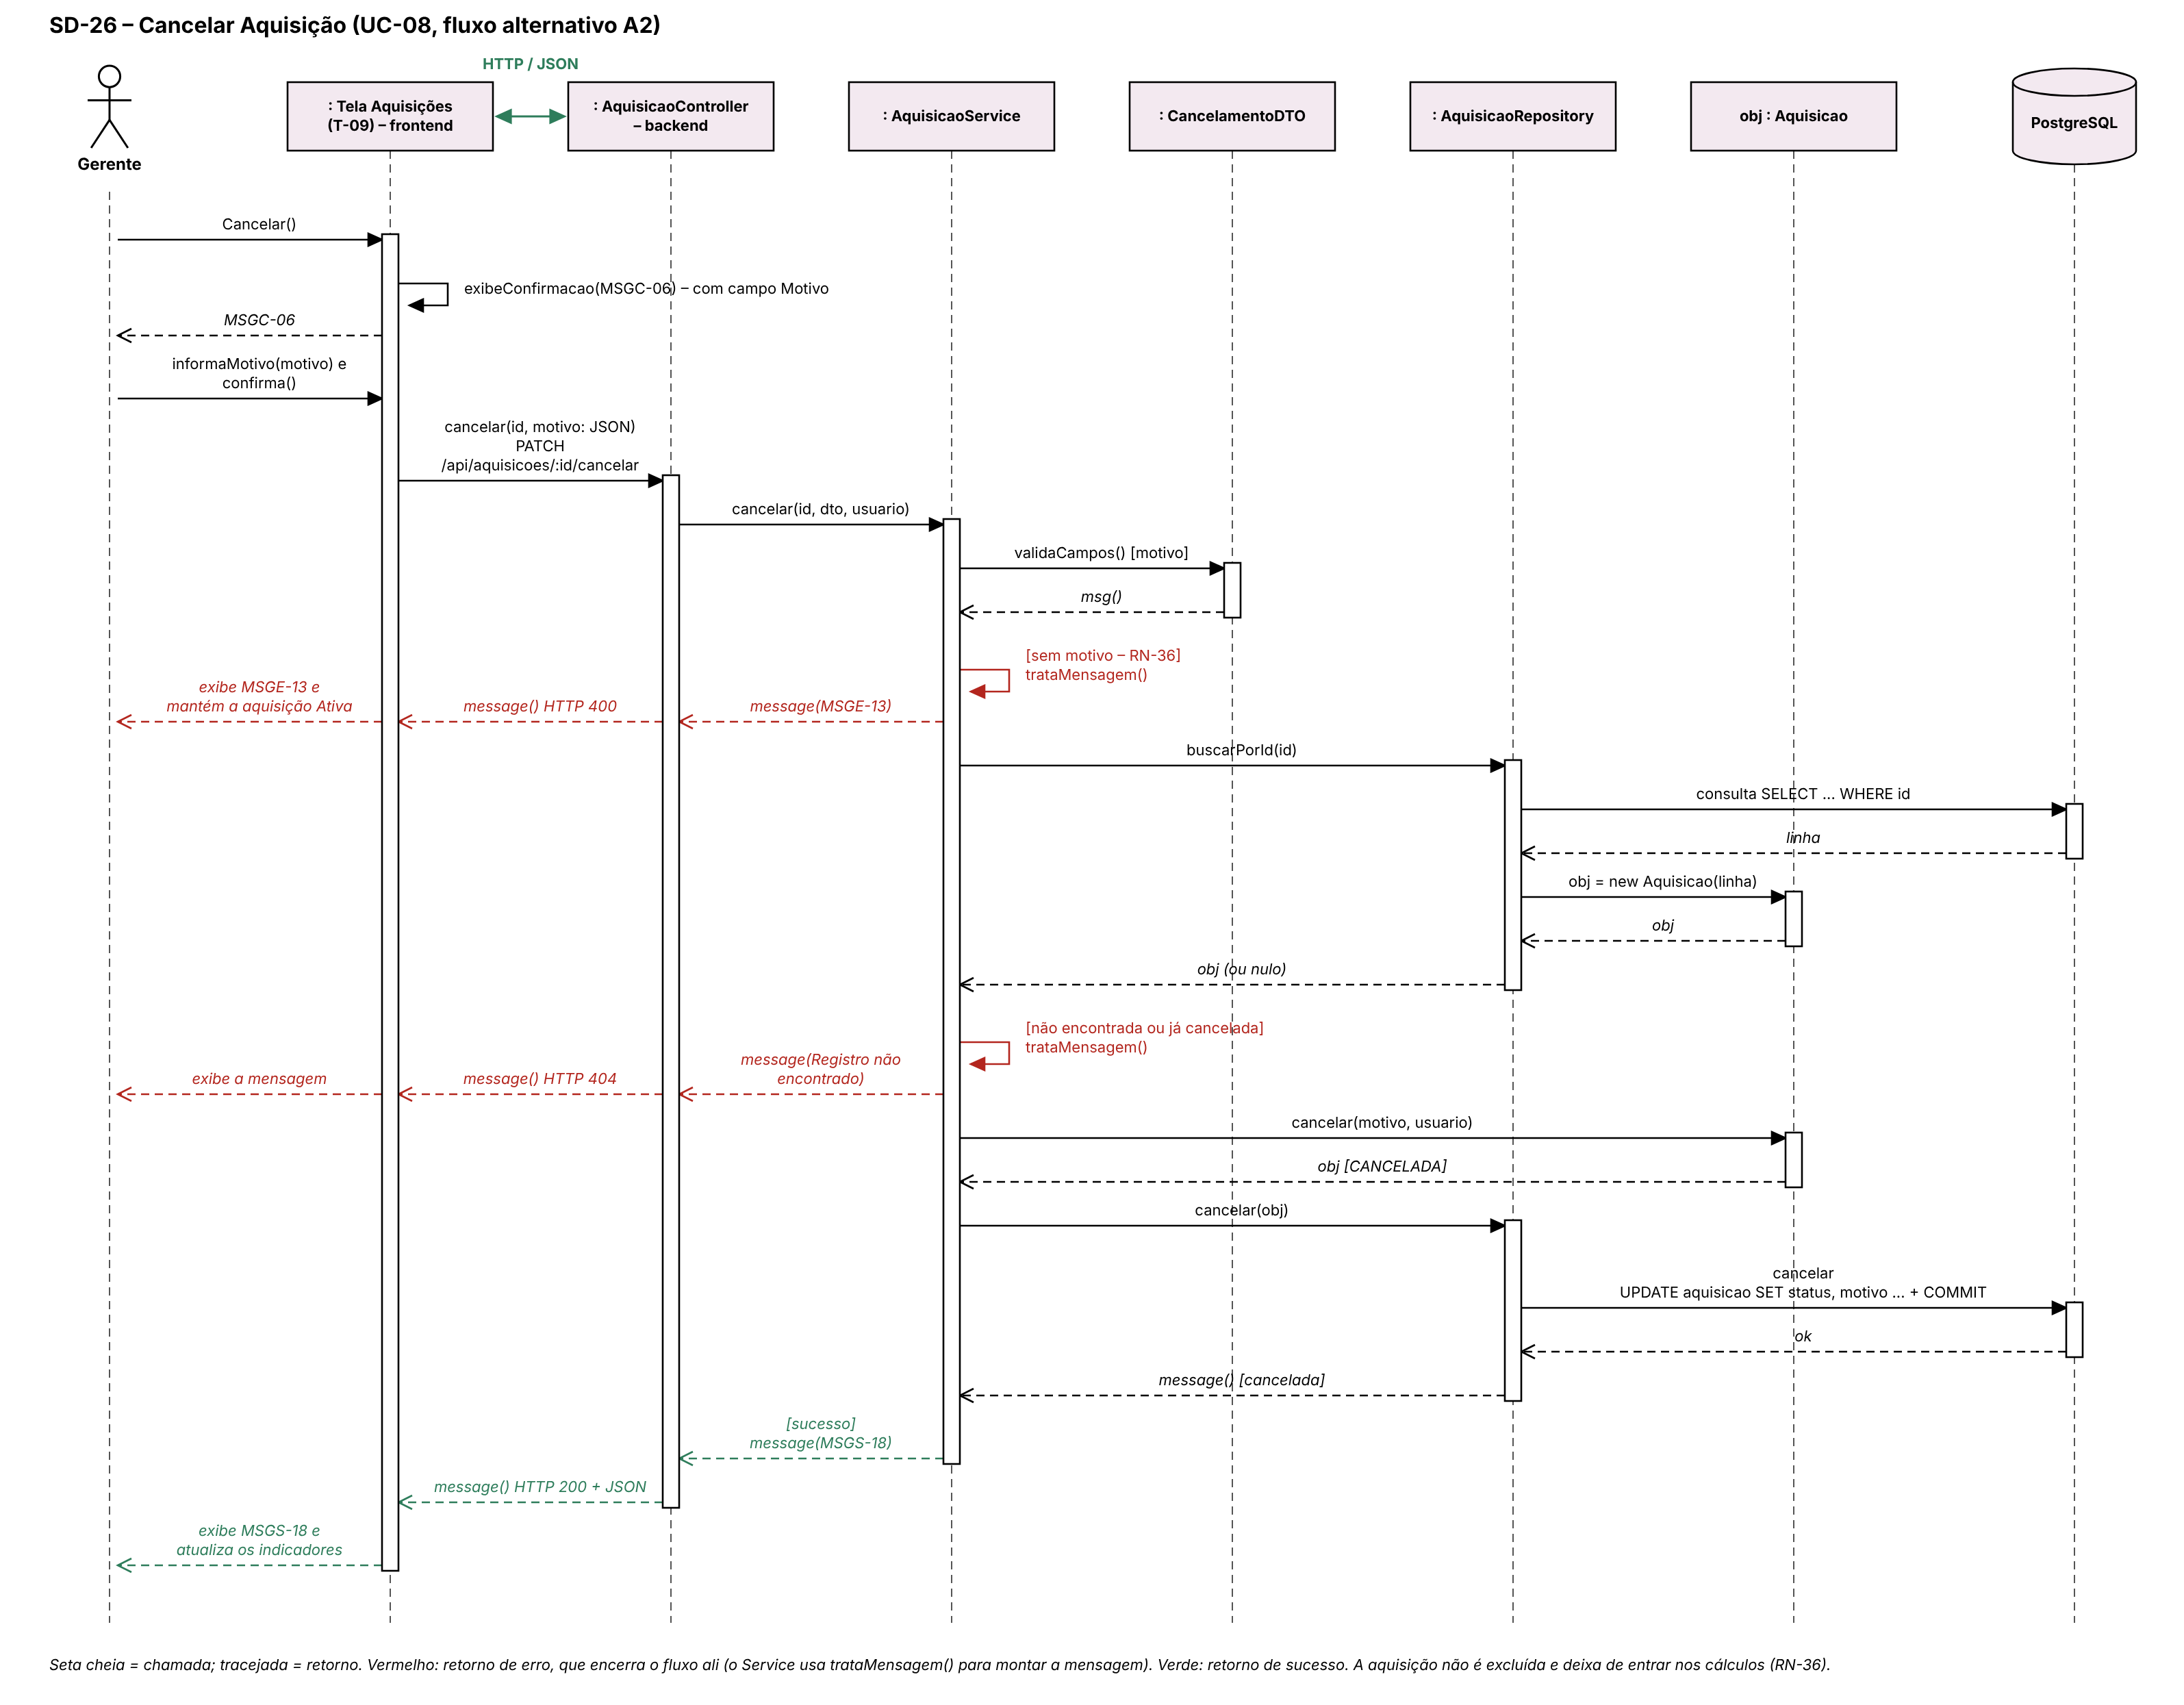 SD-26 – Cancelar Aquisição (UC-08, fluxo alternativo A2)
HTTP / JSON
Gerente
: Tela Aquisições
(T-09) – frontend
: AquisicaoController
– backend
: AquisicaoService
: CancelamentoDTO
: AquisicaoRepository
obj : Aquisicao
PostgreSQL
Cancelar()
exibeConfirmacao(MSGC-06) – com campo Motivo
MSGC-06
informaMotivo(motivo) e
confirma()
cancelar(id, motivo: JSON)
PATCH
/api/aquisicoes/:id/cancelar
cancelar(id, dto, usuario)
validaCampos() [motivo]
msg()
[sem motivo – RN-36]
trataMensagem()
message(MSGE-13)
message() HTTP 400
exibe MSGE-13 e
mantém a aquisição Ativa
buscarPorId(id)
consulta SELECT ... WHERE id
linha
obj = new Aquisicao(linha)
obj
obj (ou nulo)
[não encontrada ou já cancelada]
trataMensagem()
message(Registro não
encontrado)
message() HTTP 404
exibe a mensagem
cancelar(motivo, usuario)
obj [CANCELADA]
cancelar(obj)
cancelar
UPDATE aquisicao SET status, motivo ... + COMMIT
ok
message() [cancelada]
[sucesso]
message(MSGS-18)
message() HTTP 200 + JSON
exibe MSGS-18 e
atualiza os indicadores
Seta cheia = chamada; tracejada = retorno. Vermelho: retorno de erro, que encerra o fluxo ali (o Service usa trataMensagem() para montar a mensagem). Verde: retorno de sucesso. A aquisição não é excluída e deixa de entrar nos cálculos (RN-36).